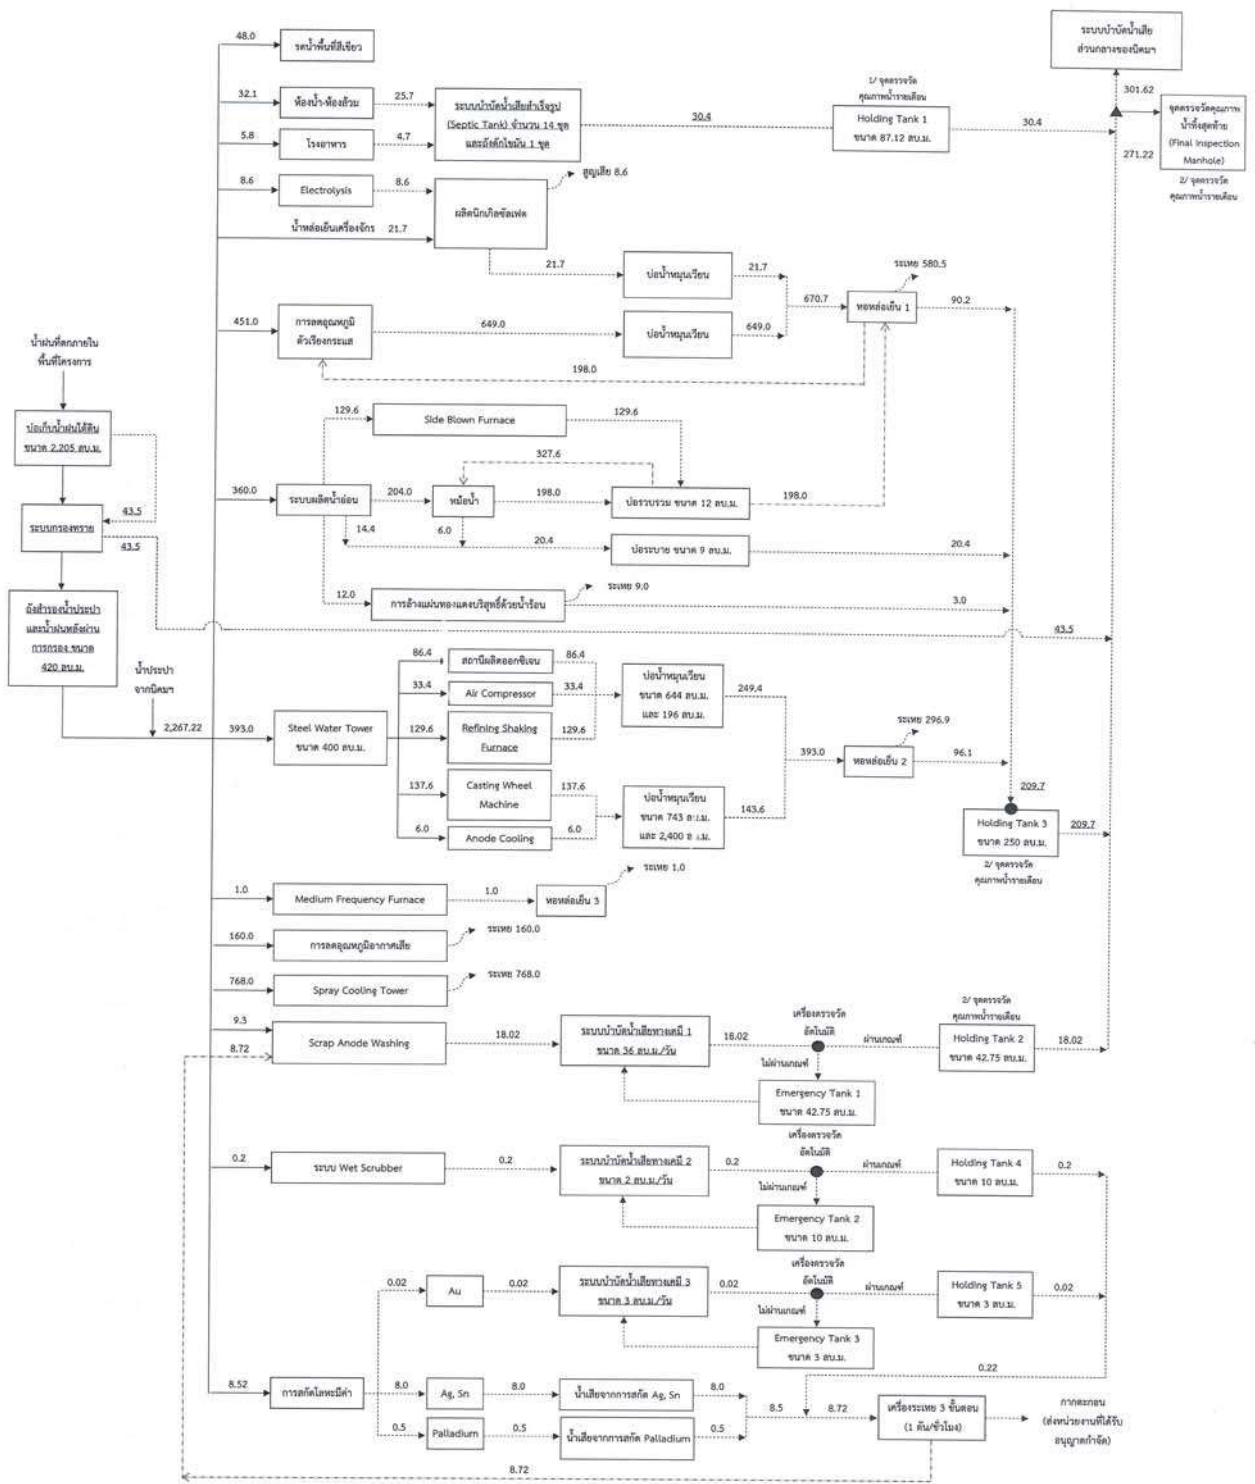 ระบบบำบัดน้ำเสีย
ส่วนกลางของนิคมฯ
48.0
รดน้ำพื้นที่สีเขียว
301.62
จุดตรวจวัดคุณภาพ
น้ำทิ้งสุดท้าย
(Final Inspection
Manhole)
2/ จุดตรวจวัด
คุณภาพน้ำรายเดือน
271.22
32.1
ห้องน้ำ-ห้องส้วม
25.7
ระบบบำบัดน้ำเสียสำเร็จรูป
(Septic Tank) จำนวน 14 ชุด
และถังดักไขมัน 1 ชุด
30.4
1/ จุดตรวจวัด
คุณภาพน้ำรายเดือน
Holding Tank 1
ขนาด 87.12 ลบ.ม.
30.4
5.8
โรงอาหาร
4.7
8.6
Electrolysis
8.6
สูญเสีย 8.6
ผลิตนิกเกิลซัลเฟต
น้ำหล่อเย็นเครื่องจักร 21.7
21.7
บ่อน้ำหมุนเวียน
21.7
ระเหย 580.5
670.7
หอหล่อเย็น 1
90.2
451.0
การลดอุณหภูมิ
ตัวเรียงกระแส
649.0
บ่อน้ำหมุนเวียน
649.0
198.0
น้ำฝนที่ตกภายใน
พื้นที่โครงการ
บ่อเก็บน้ำฝนใต้ดิน
ขนาด 2,205 ลบ.ม.
43.5
ระบบกรองทราย
43.5
ถังสำรองน้ำประปา
และน้ำฝนหลังผ่าน
การกรอง ขนาด
420 ลบ.ม.
น้ำประปา
จากนิคมฯ
2,267.22
129.6
Side Blown Furnace
129.6
327.6
360.0
ระบบผลิตน้ำอ่อน
204.0
หม้อน้ำ
198.0
บ่อรวบรวม ขนาด 12 ลบ.ม.
198.0
14.4
6.0
20.4
บ่อระบาย ขนาด 9 ลบ.ม.
20.4
12.0
การล้างแผ่นทองแดงบริสุทธิ์ด้วยน้ำร้อน
ระเหย 9.0
3.0
43.5
393.0
Steel Water Tower
ขนาด 400 ลบ.ม.
86.4
สถานีผลิตออกซิเจน
86.4
33.4
Air Compressor
33.4
129.6
Refining Shaking
Furnace
129.6
บ่อน้ำหมุนเวียน
ขนาด 644 ลบ.ม.
และ 196 ลบ.ม.
249.4
137.6
Casting Wheel
Machine
137.6
6.0
Anode Cooling
6.0
บ่อน้ำหมุนเวียน
ขนาด 743 ลบ.ม.
และ 2,400 ลบ.ม.
143.6
393.0
หอหล่อเย็น 2
ระเหย 296.9
96.1
209.7
Holding Tank 3
ขนาด 250 ลบ.ม.
209.7
2/ จุดตรวจวัด
คุณภาพน้ำรายเดือน
1.0
Medium Frequency Furnace
1.0
หอหล่อเย็น 3
ระเหย 1.0
160.0
การลดอุณหภูมิอากาศเสีย
ระเหย 160.0
768.0
Spray Cooling Tower
ระเหย 768.0
9.3
8.72
Scrap Anode Washing
18.02
ระบบบำบัดน้ำเสียทางเคมี 1
ขนาด 36 ลบ.ม./วัน
18.02
เครื่องตรวจวัด
อัตโนมัติ
ผ่านเกณฑ์
ไม่ผ่านเกณฑ์
2/ จุดตรวจวัด
คุณภาพน้ำรายเดือน
Holding Tank 2
ขนาด 42.75 ลบ.ม.
18.02
Emergency Tank 1
ขนาด 42.75 ลบ.ม.
0.2
ระบบ Wet Scrubber
0.2
ระบบบำบัดน้ำเสียทางเคมี 2
ขนาด 2 ลบ.ม./วัน
0.2
เครื่องตรวจวัด
อัตโนมัติ
ผ่านเกณฑ์
ไม่ผ่านเกณฑ์
Holding Tank 4
ขนาด 10 ลบ.ม.
0.2
Emergency Tank 2
ขนาด 10 ลบ.ม.
0.02
Au
0.02
ระบบบำบัดน้ำเสียทางเคมี 3
ขนาด 3 ลบ.ม./วัน
0.02
เครื่องตรวจวัด
อัตโนมัติ
ผ่านเกณฑ์
ไม่ผ่านเกณฑ์
Holding Tank 5
ขนาด 3 ลบ.ม.
0.02
Emergency Tank 3
ขนาด 3 ลบ.ม.
0.22
8.52
การสกัดโลหะมีค่า
8.0
Ag, Sn
8.0
น้ำเสียจากการสกัด Ag, Sn
8.0
0.5
Palladium
0.5
น้ำเสียจากการสกัด Palladium
0.5
8.5
8.72
เครื่องระเหย 3 ขั้นตอน
(1 ตัน/ชั่วโมง)
กากตะกอน
(ส่งหน่วยงานที่ได้รับ
อนุญาตกำจัด)
8.72